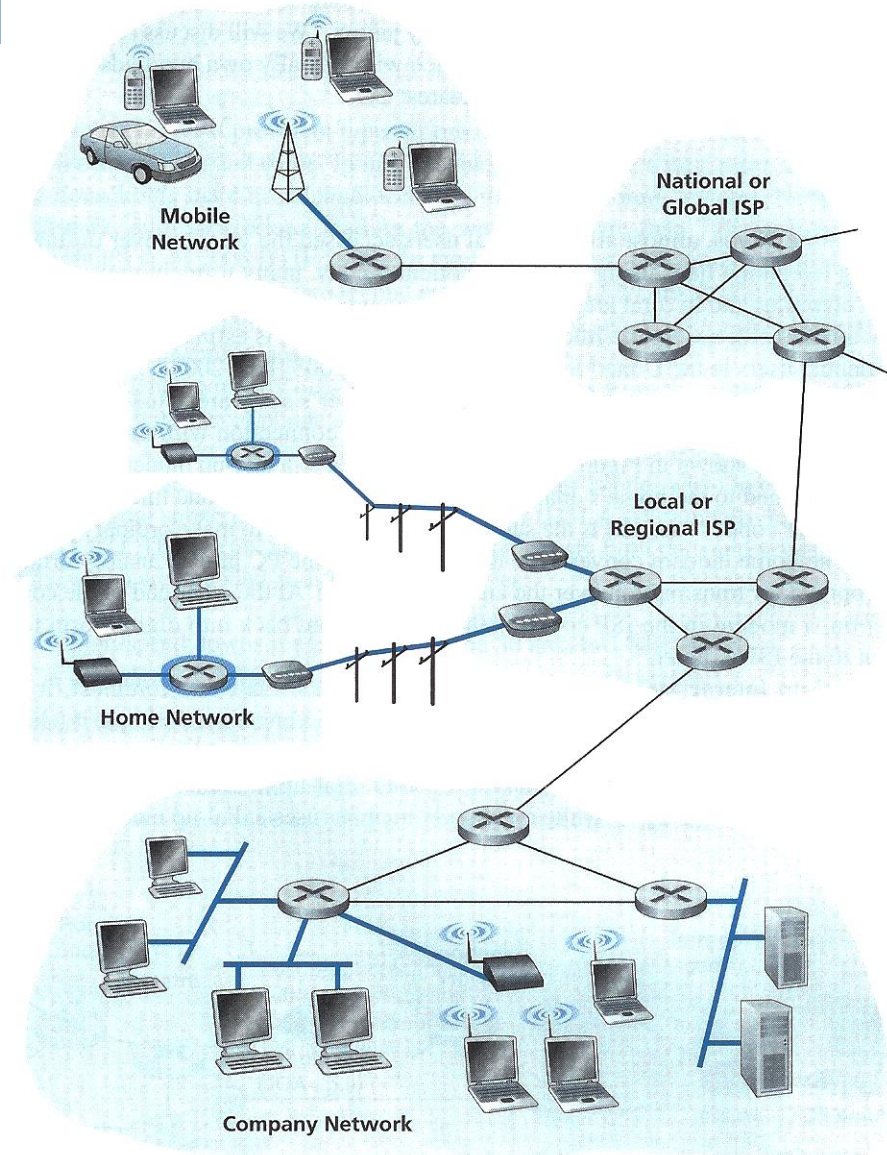 Mobile
Network
National or
Global ISP
Local or
Regional ISP
Home Network
Company Network